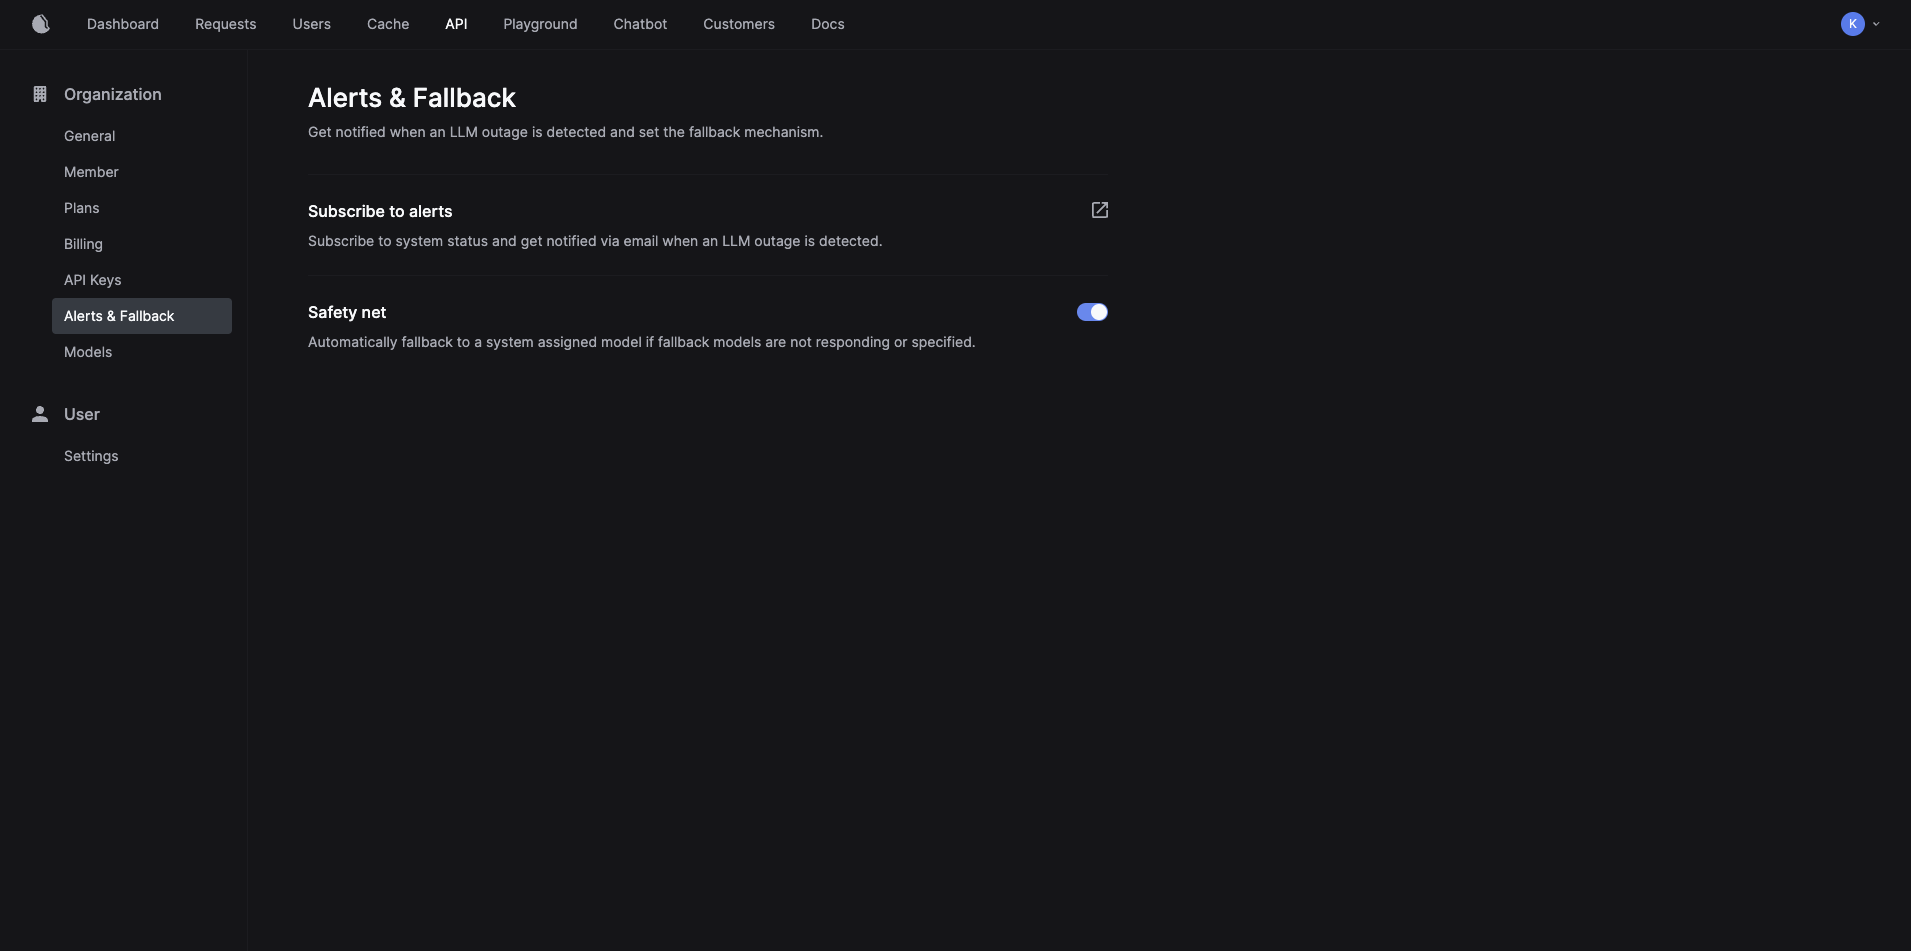 Dashboard Requests Users Cache API Playground Chatbot Customers Docs K
Organization
General
Member
Plans
Billing
API Keys
Alerts & Fallback
Models
User
Settings
Alerts & Fallback
Get notified when an LLM outage is detected and set the fallback mechanism.
Subscribe to alerts
Subscribe to system status and get notified via email when an LLM outage is detected.
Safety net
Automatically fallback to a system assigned model if fallback models are not responding or specified.